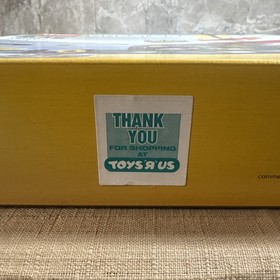 THANK
YOU
FOR SHOPPING
AT
TOYS"R"US